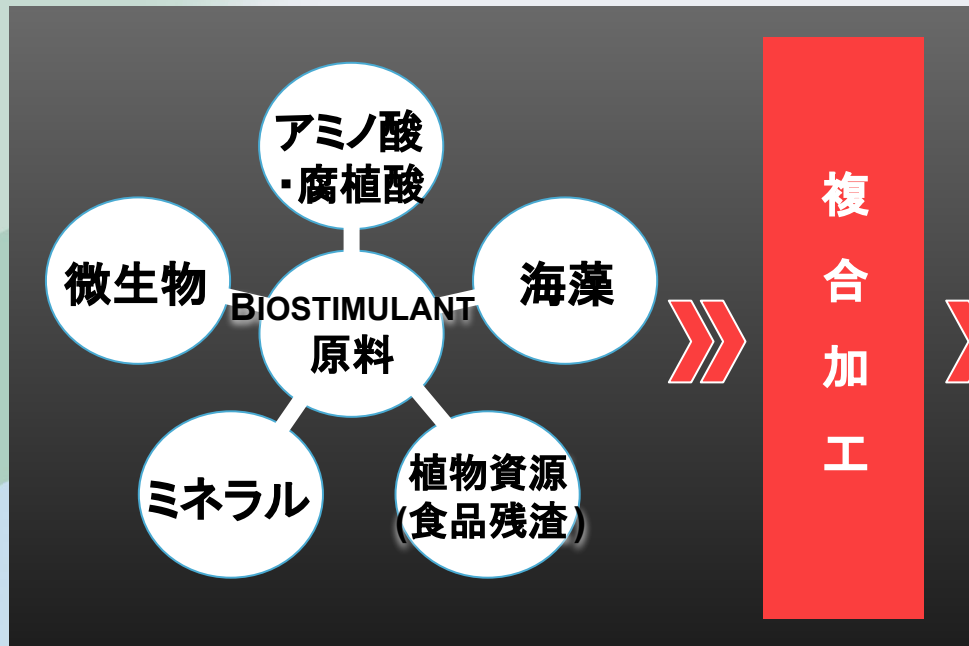 アミノ酸
・腐植酸
微生物
BIOSTIMULANT
原料
海藻
ミネラル
植物資源
(食品残渣)
複
合
加
工